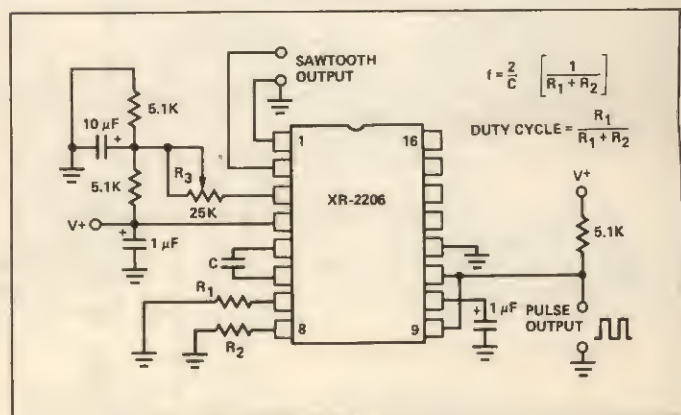 SAWTOOTH
OUTPUT
f = 2/C [1/(R1 + R2)]
DUTY CYCLE = R1/(R1 + R2)
5.1K
10 µF
+
5.1K
R3
25K
V+
+
1 µF
C
R1
R2
1
8
16
9
XR-2206
V+
5.1K
+
1 µF
PULSE
OUTPUT